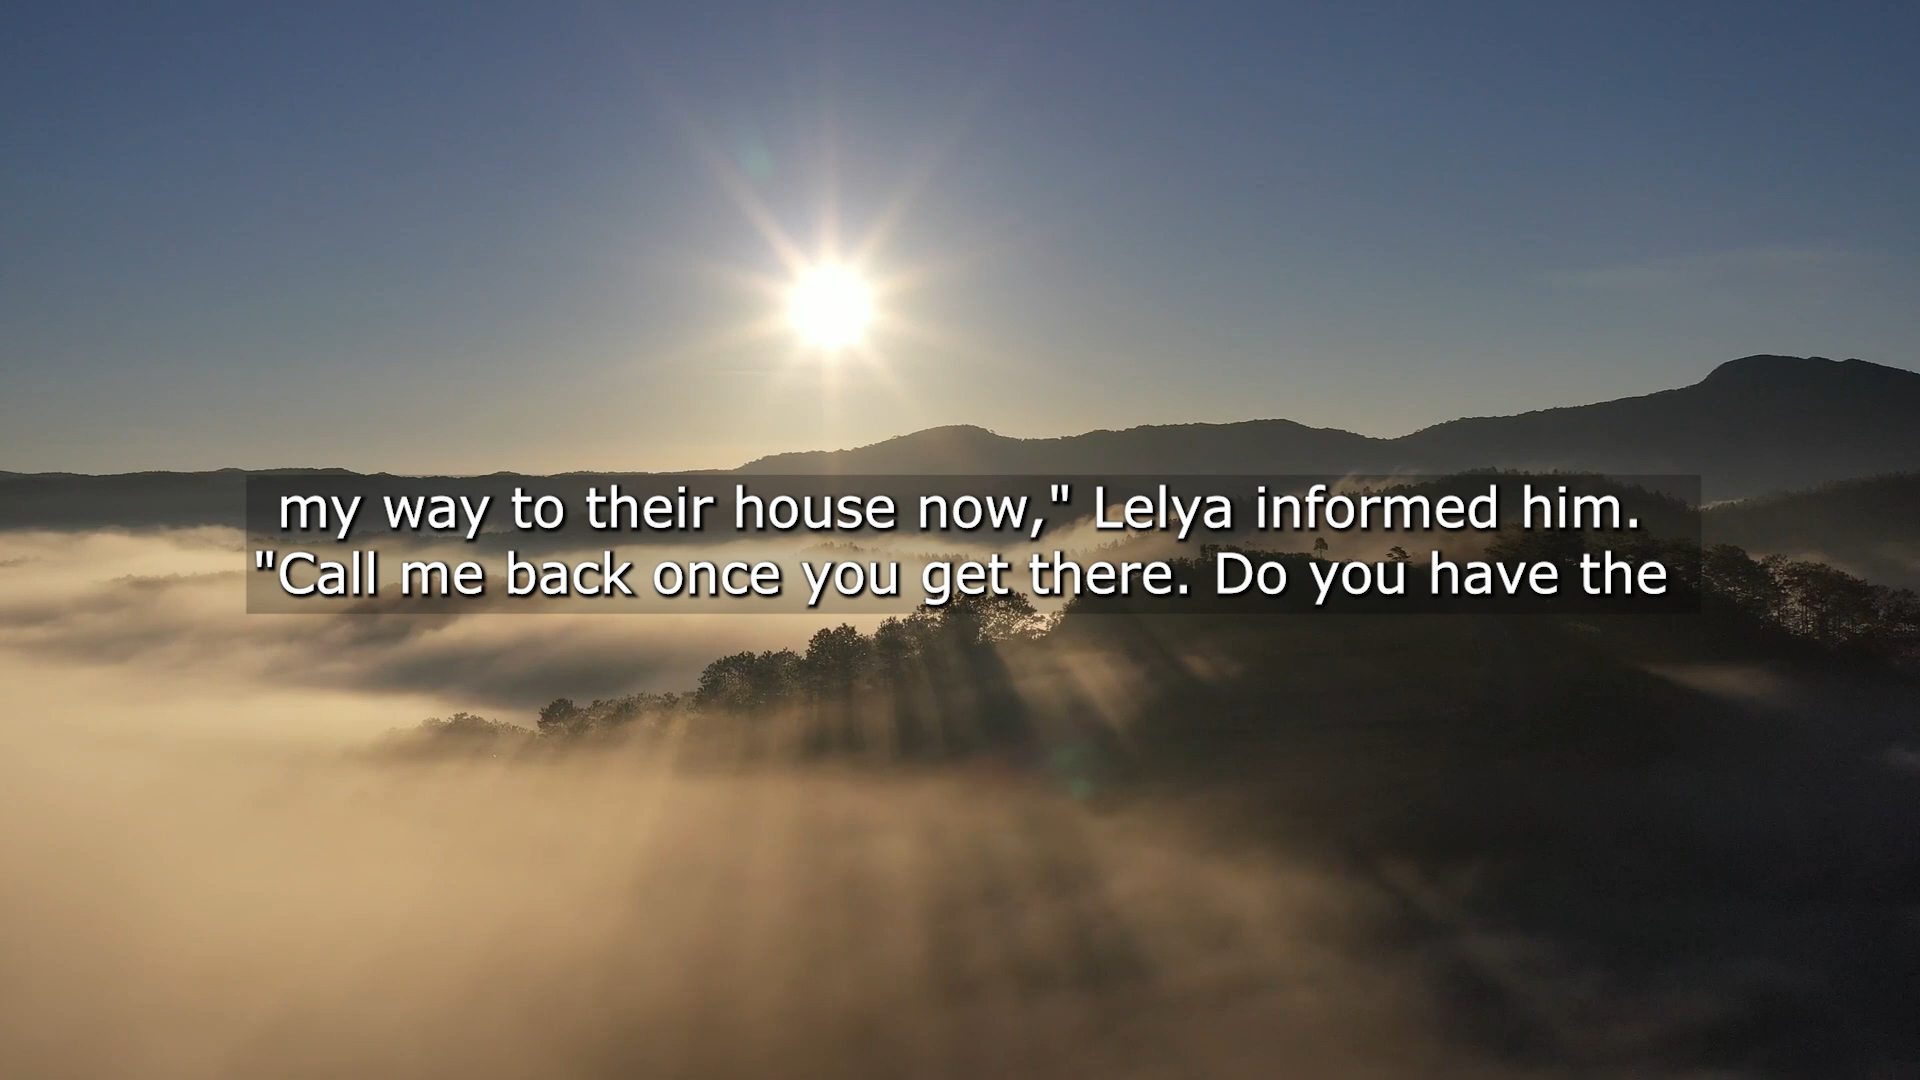 my way to their house now," Lelya informed him.
"Call me back once you get there. Do you have the